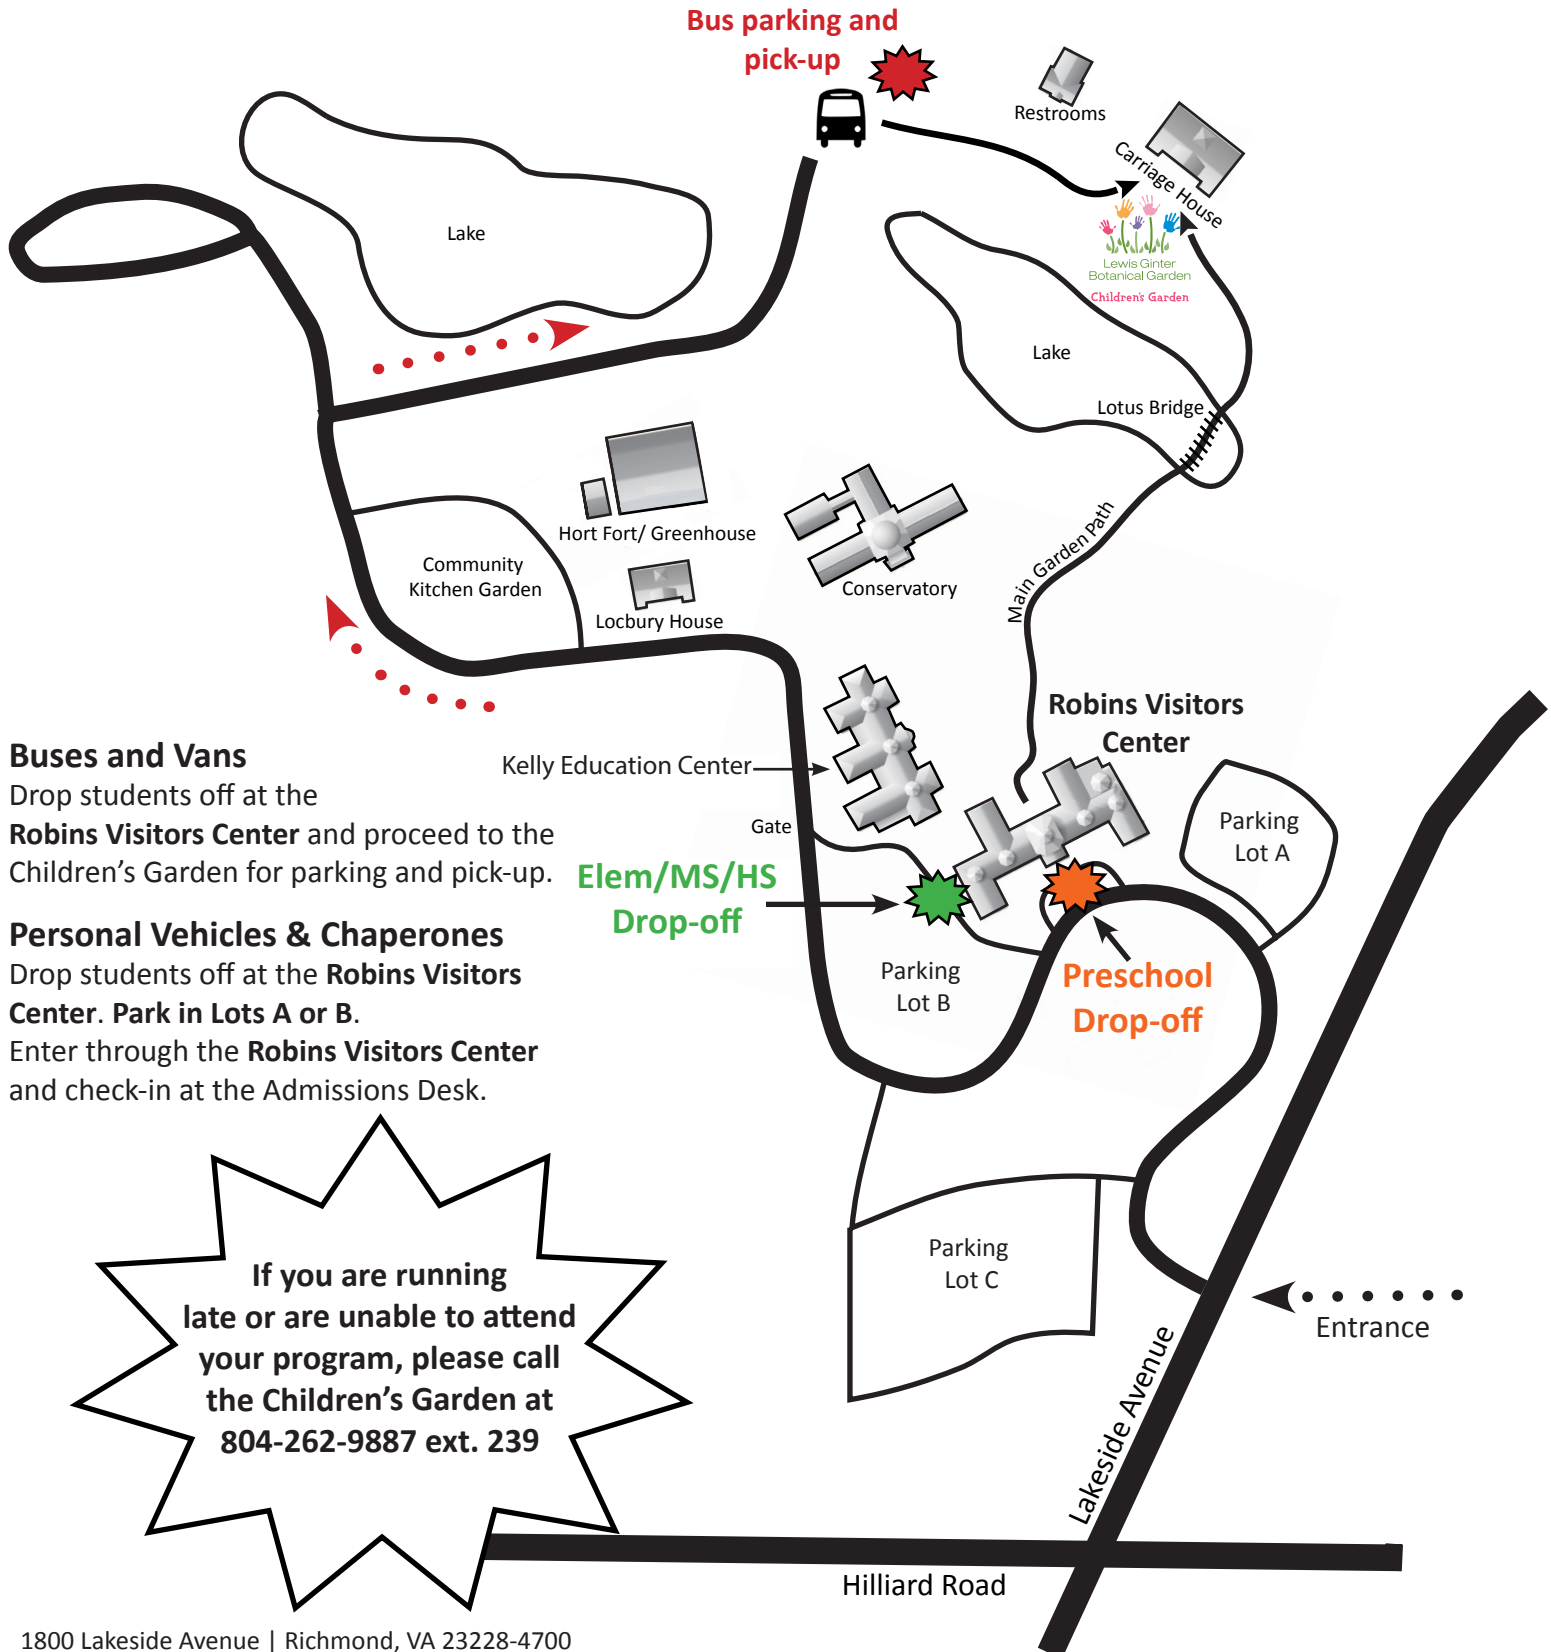 Bus parking and
pick-up
Restrooms
Carriage House
Lewis Ginter
Botanical Garden
Children's Garden
Lake
Lake
Lotus Bridge
Main Garden Path
Hort Fort/ Greenhouse
Conservatory
Community
Kitchen Garden
Locbury House
Robins Visitors
Center
Kelly Education Center
Gate
Parking
Lot A
Elem/MS/HS
Drop-off
Parking
Lot B
Preschool
Drop-off
Buses and Vans
Drop students off at the
Robins Visitors Center and proceed to the
Children’s Garden for parking and pick-up.
Personal Vehicles & Chaperones
Drop students off at the Robins Visitors
Center. Park in Lots A or B.
Enter through the Robins Visitors Center
and check-in at the Admissions Desk.
If you are running
late or are unable to attend
your program, please call
the Children’s Garden at
804-262-9887 ext. 239
Parking
Lot C
Entrance
Lakeside Avenue
Hilliard Road
1800 Lakeside Avenue | Richmond, VA 23228-4700